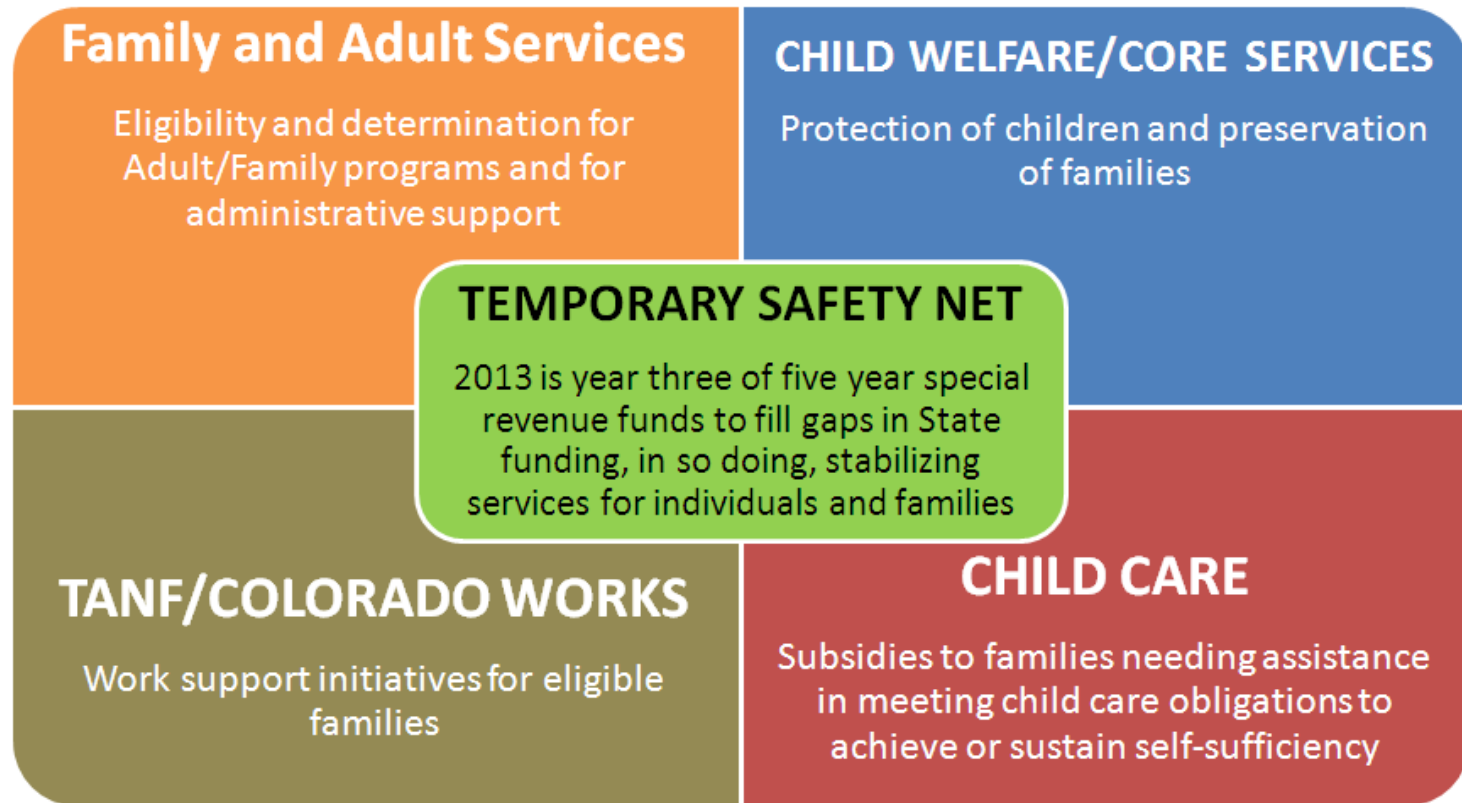 Family and Adult Services
Eligibility and determination for
Adult/Family programs and for
administrative support
CHILD WELFARE/CORE SERVICES
Protection of children and preservation
of families
TEMPORARY SAFETY NET
2013 is year three of five year special
revenue funds to fill gaps in State
funding, in so doing, stabilizing
services for individuals and families
TANF/COLORADO WORKS
Work support initiatives for eligible
families
CHILD CARE
Subsidies to families needing assistance
in meeting child care obligations to
achieve or sustain self-sufficiency